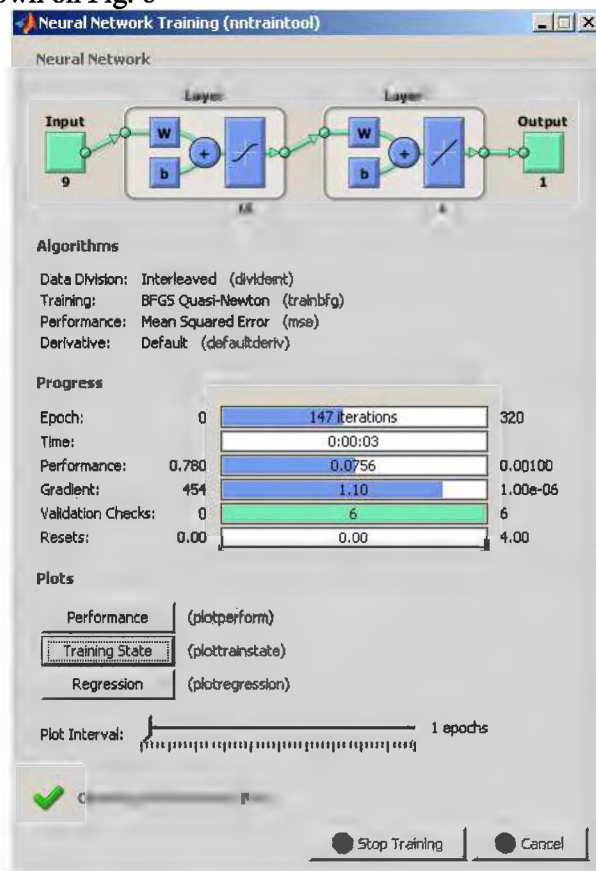 on Fig.
Neural Network Training (nntraintool)
Neural Network
Layer Layer
Input W W Output
b + b +
9 1
Algorithms
Data Division: Interleaved (divideint)
Training: BFGS Quasi-Newton (trainbfg)
Performance: Mean Squared Error (mse)
Derivative: Default (defaultderiv)
Progress
Epoch: 0 147 iterations 320
Time: 0:00:03
Performance: 0.780 0.0756 0.00100
Gradient: 454 1.10 1.00e-06
Validation Checks: 0 6 6
Resets: 0.00 0.00 4.00
Plots
Performance (plotperform)
Training State (plottrainstate)
Regression (plotregression)
Plot Interval: 1 epochs
Stop Training Cancel